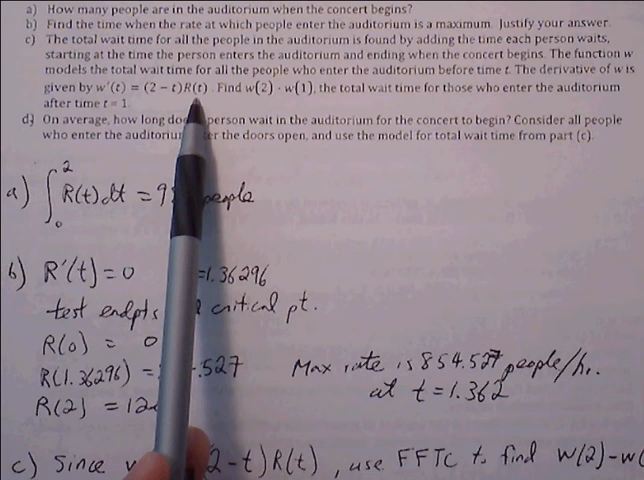 a) How many people are in the auditorium when the concert begins?
b) Find the time when the rate at which people enter the auditorium is a maximum. Justify your answer.
c) The total wait time for all the people in the auditorium is found by adding the time each person waits,
starting at the time the person enters the auditorium and ending when the concert begins. The function w
models the total wait time for all the people who enter the auditorium before time t. The derivative of w is
given by w'(t) = (2 − t)R(t). Find w(2) - w(1), the total wait time for those who enter the auditorium
after time t = 1.
d) On average, how long person wait in the auditorium for the concert to begin? Consider all people
who enter the the doors open, and use the model for total wait time from part (c).
a) ∫₀² R(t)dt = 9 people
b) R'(t) = 0 =1.36296
test endpts critical pt.
R(0) = 0
R(1.36296) = .527 Max rate is 854.527 people/hr.
R(2) = 12 at t = 1.362
c) Since 2-t)R(t), use FFTC to find W(2)-W(